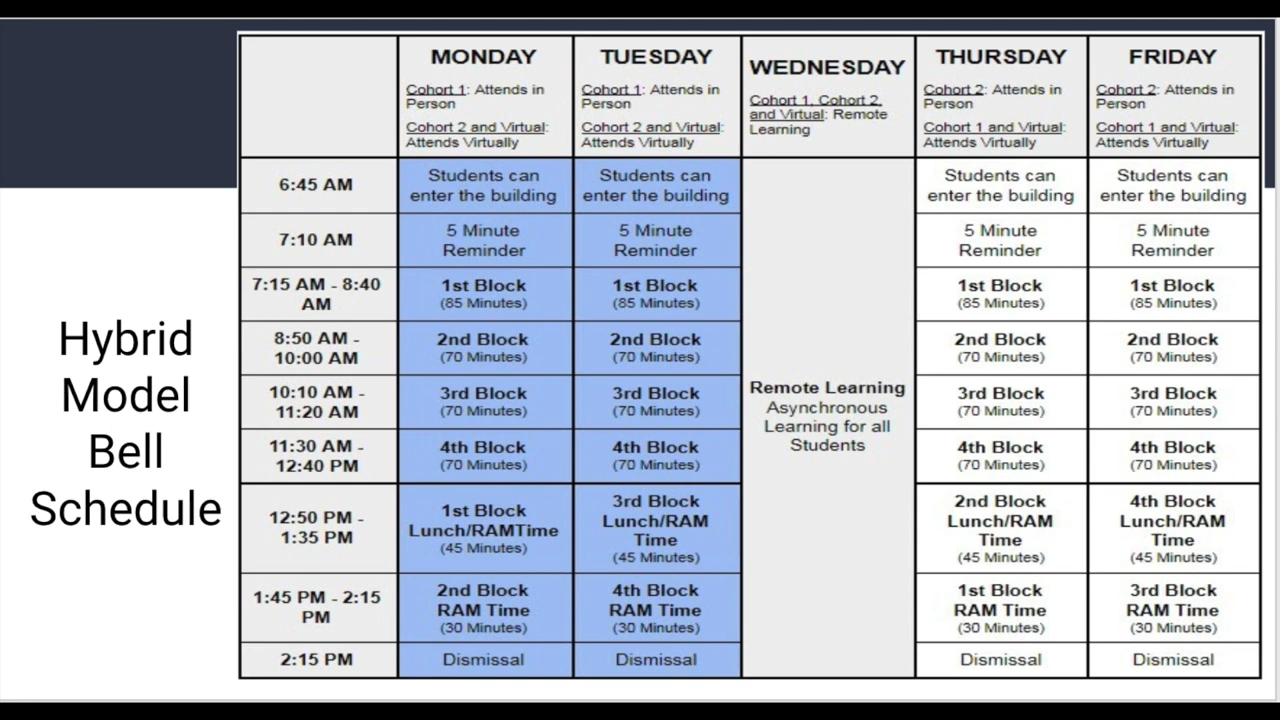 Hybrid
Model
Bell
Schedule
MONDAY
Cohort 1: Attends in
Person
Cohort 2 and Virtual:
Attends Virtually
TUESDAY
Cohort 1: Attends in
Person
Cohort 2 and Virtual:
Attends Virtually
WEDNESDAY
Cohort 1, Cohort 2,
and Virtual: Remote
Learning
THURSDAY
Cohort 2: Attends in
Person
Cohort 1 and Virtual:
Attends Virtually
FRIDAY
Cohort 2: Attends in
Person
Cohort 1 and Virtual:
Attends Virtually
6:45 AM
Students can
enter the building
Students can
enter the building
Students can
enter the building
Students can
enter the building
7:10 AM
5 Minute
Reminder
5 Minute
Reminder
5 Minute
Reminder
5 Minute
Reminder
7:15 AM - 8:40
AM
1st Block
(85 Minutes)
1st Block
(85 Minutes)
1st Block
(85 Minutes)
1st Block
(85 Minutes)
8:50 AM -
10:00 AM
2nd Block
(70 Minutes)
2nd Block
(70 Minutes)
2nd Block
(70 Minutes)
2nd Block
(70 Minutes)
10:10 AM -
11:20 AM
3rd Block
(70 Minutes)
3rd Block
(70 Minutes)
Remote Learning
Asynchronous
Learning for all
Students
3rd Block
(70 Minutes)
3rd Block
(70 Minutes)
11:30 AM -
12:40 PM
4th Block
(70 Minutes)
4th Block
(70 Minutes)
4th Block
(70 Minutes)
4th Block
(70 Minutes)
12:50 PM -
1:35 PM
1st Block
Lunch/RAMTime
(45 Minutes)
3rd Block
Lunch/RAM
Time
(45 Minutes)
2nd Block
Lunch/RAM
Time
(45 Minutes)
4th Block
Lunch/RAM
Time
(45 Minutes)
1:45 PM - 2:15
PM
2nd Block
RAM Time
(30 Minutes)
4th Block
RAM Time
(30 Minutes)
1st Block
RAM Time
(30 Minutes)
3rd Block
RAM Time
(30 Minutes)
2:15 PM
Dismissal
Dismissal
Dismissal
Dismissal